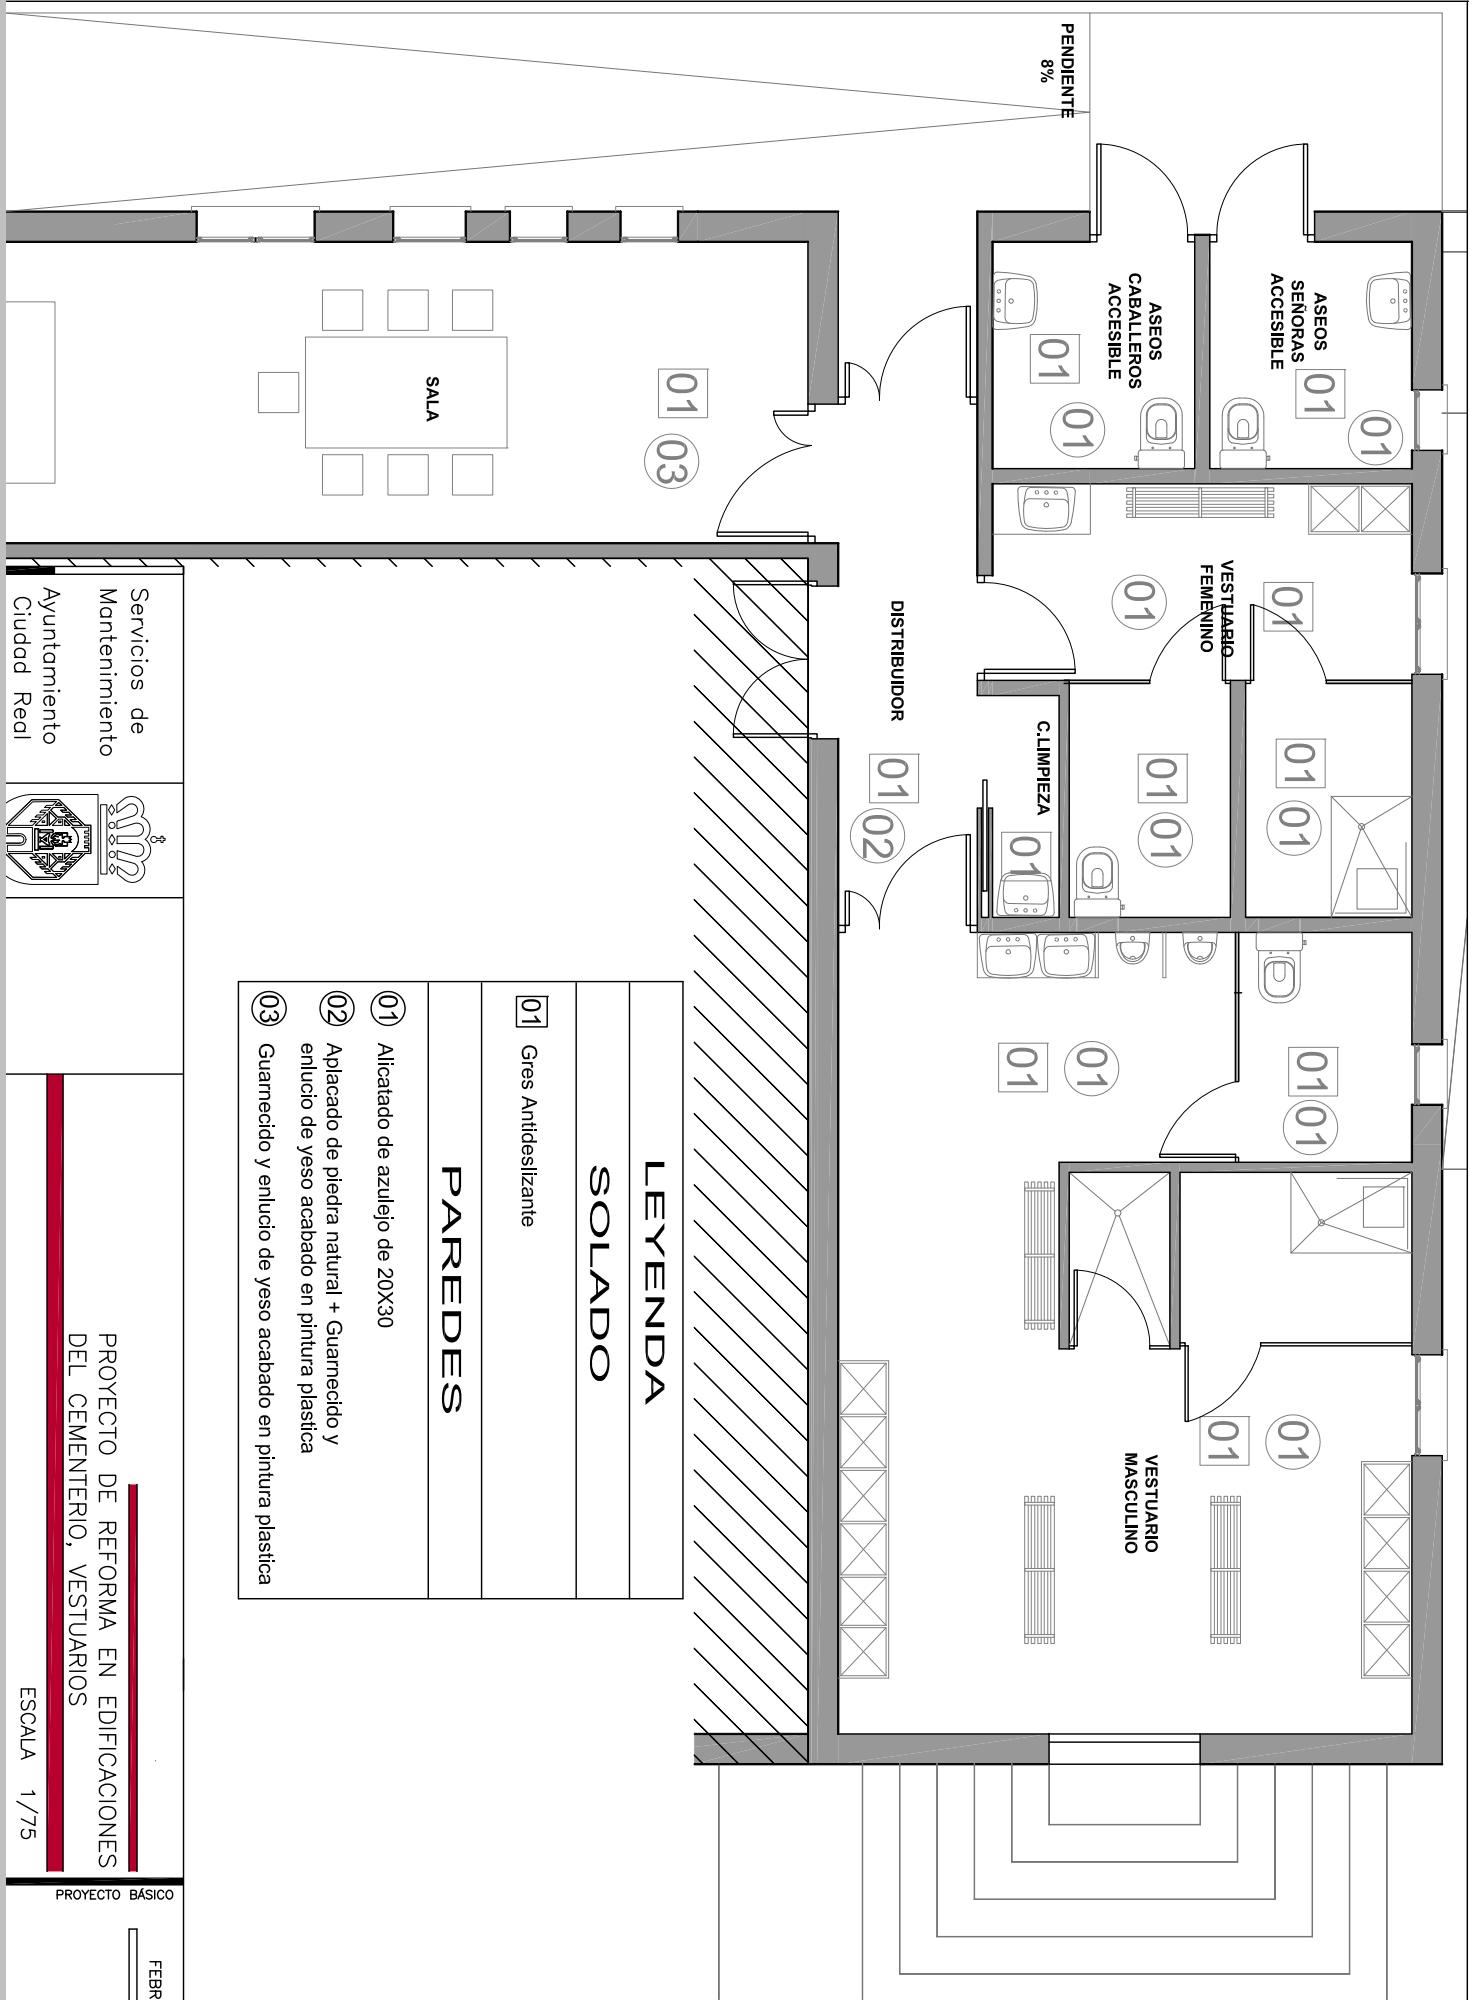 PENDIENTE
8%
ASEOS
SEÑORAS
ACCESIBLE
01
01
ASEOS
CABALLEROS
ACCESIBLE
01
01
SALA
01
03
VESTUARIO
FEMENINO
01
01
01
01
01
01
C.LIMPIEZA
01
DISTRIBUIDOR
01
02
01
01
01
01
VESTUARIO
MASCULINO
01
01
LEYENDA
SOLADO
01 Gres Antideslizante
PAREDES
01 Alicatado de azulejo de 20X30
02 Aplacado de piedra natural + Guarnecido y
enlucio de yeso acabado en pintura plastica
03 Guarnecido y enlucio de yeso acabado en pintura plastica
Servicios de
Mantenimiento
Ayuntamiento
Ciudad Real
PROYECTO DE REFORMA EN EDIFICACIONES
DEL CEMENTERIO, VESTUARIOS
ESCALA 1/75
PROYECTO BÁSICO
FEBR